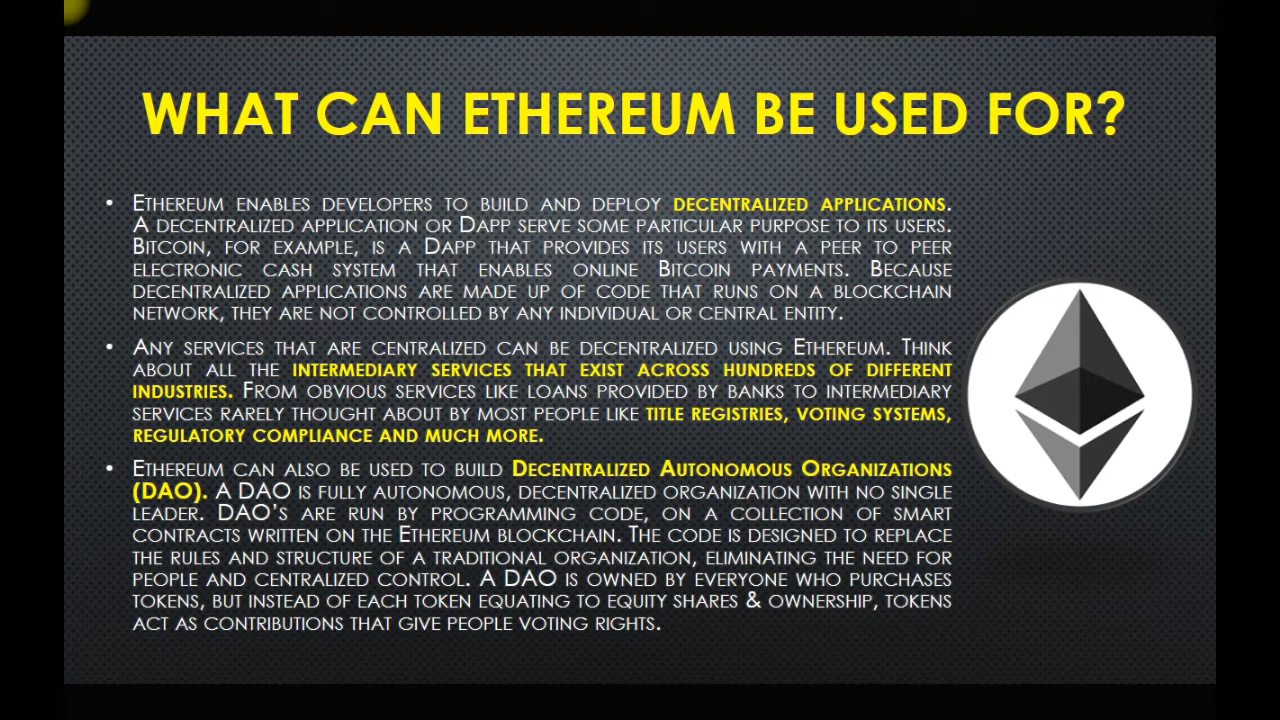 WHAT CAN ETHEREUM BE USED FOR?
• ETHEREUM ENABLES DEVELOPERS TO BUILD AND DEPLOY DECENTRALIZED APPLICATIONS.
A DECENTRALIZED APPLICATION OR DAPP SERVE SOME PARTICULAR PURPOSE TO ITS USERS.
BITCOIN, FOR EXAMPLE, IS A DAPP THAT PROVIDES ITS USERS WITH A PEER TO PEER
ELECTRONIC CASH SYSTEM THAT ENABLES ONLINE BITCOIN PAYMENTS. BECAUSE
DECENTRALIZED APPLICATIONS ARE MADE UP OF CODE THAT RUNS ON A BLOCKCHAIN
NETWORK, THEY ARE NOT CONTROLLED BY ANY INDIVIDUAL OR CENTRAL ENTITY.
• ANY SERVICES THAT ARE CENTRALIZED CAN BE DECENTRALIZED USING ETHEREUM. THINK
ABOUT ALL THE INTERMEDIARY SERVICES THAT EXIST ACROSS HUNDREDS OF DIFFERENT
INDUSTRIES. FROM OBVIOUS SERVICES LIKE LOANS PROVIDED BY BANKS TO INTERMEDIARY
SERVICES RARELY THOUGHT ABOUT BY MOST PEOPLE LIKE TITLE REGISTRIES, VOTING SYSTEMS,
REGULATORY COMPLIANCE AND MUCH MORE.
• ETHEREUM CAN ALSO BE USED TO BUILD DECENTRALIZED AUTONOMOUS ORGANIZATIONS
(DAO). A DAO IS FULLY AUTONOMOUS, DECENTRALIZED ORGANIZATION WITH NO SINGLE
LEADER. DAO'S ARE RUN BY PROGRAMMING CODE, ON A COLLECTION OF SMART
CONTRACTS WRITTEN ON THE ETHEREUM BLOCKCHAIN. THE CODE IS DESIGNED TO REPLACE
THE RULES AND STRUCTURE OF A TRADITIONAL ORGANIZATION, ELIMINATING THE NEED FOR
PEOPLE AND CENTRALIZED CONTROL. A DAO IS OWNED BY EVERYONE WHO PURCHASES
TOKENS, BUT INSTEAD OF EACH TOKEN EQUATING TO EQUITY SHARES & OWNERSHIP, TOKENS
ACT AS CONTRIBUTIONS THAT GIVE PEOPLE VOTING RIGHTS.